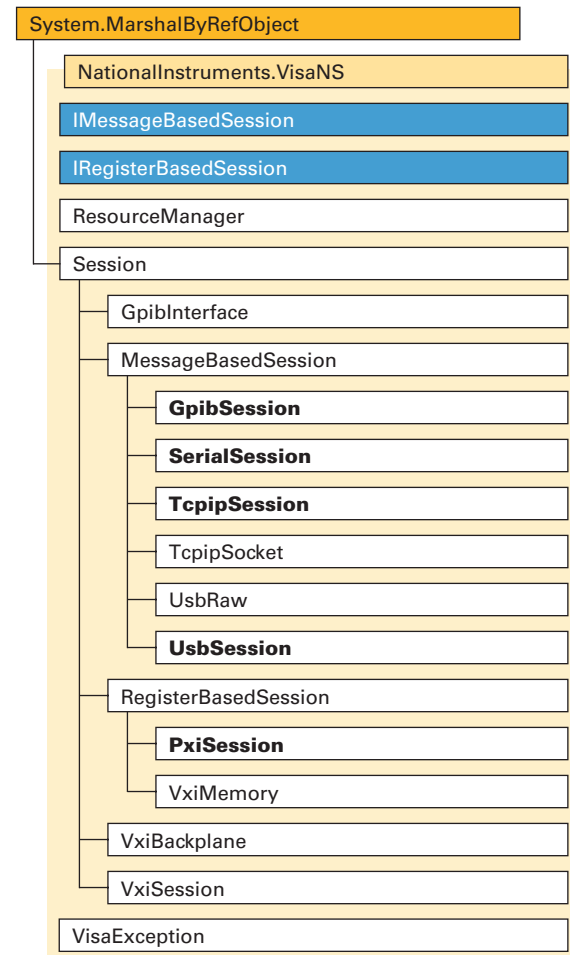 System.MarshalByRefObject
NationalInstruments.VisaNS
IMessageBasedSession
IRegisterBasedSession
ResourceManager
Session
GpibInterface
MessageBasedSession
GpibSession
SerialSession
TcpipSession
TcpipSocket
UsbRaw
UsbSession
RegisterBasedSession
PxiSession
VxiMemory
VxiBackplane
VxiSession
VisaException